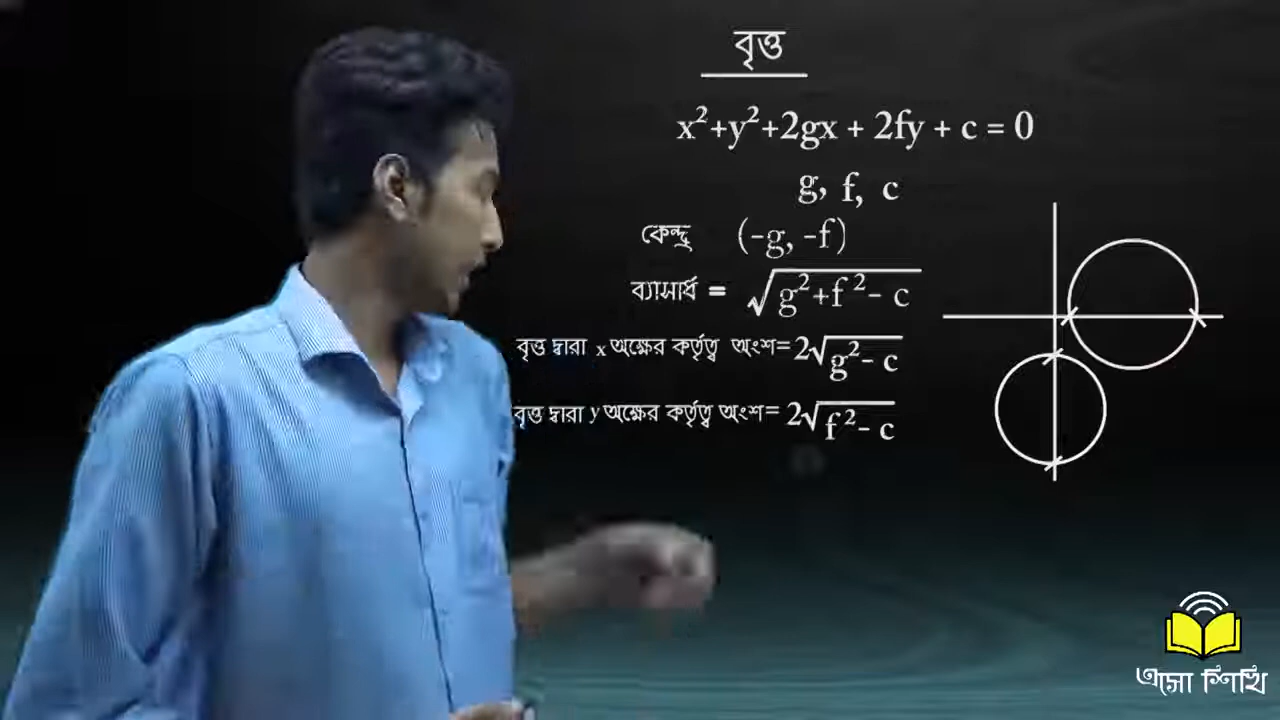 বৃত্ত
x²+y²+2gx + 2fy + c = 0
g, f, c
কেন্দ্র (-g, -f)
ব্যাসার্ধ = √g²+f²- c
বৃত্ত দ্বারা x অক্ষের কর্তৃত্ব অংশ= 2√g²- c
বৃত্ত দ্বারা y অক্ষের কর্তৃত্ব অংশ= 2√f²- c
এসো শিখি